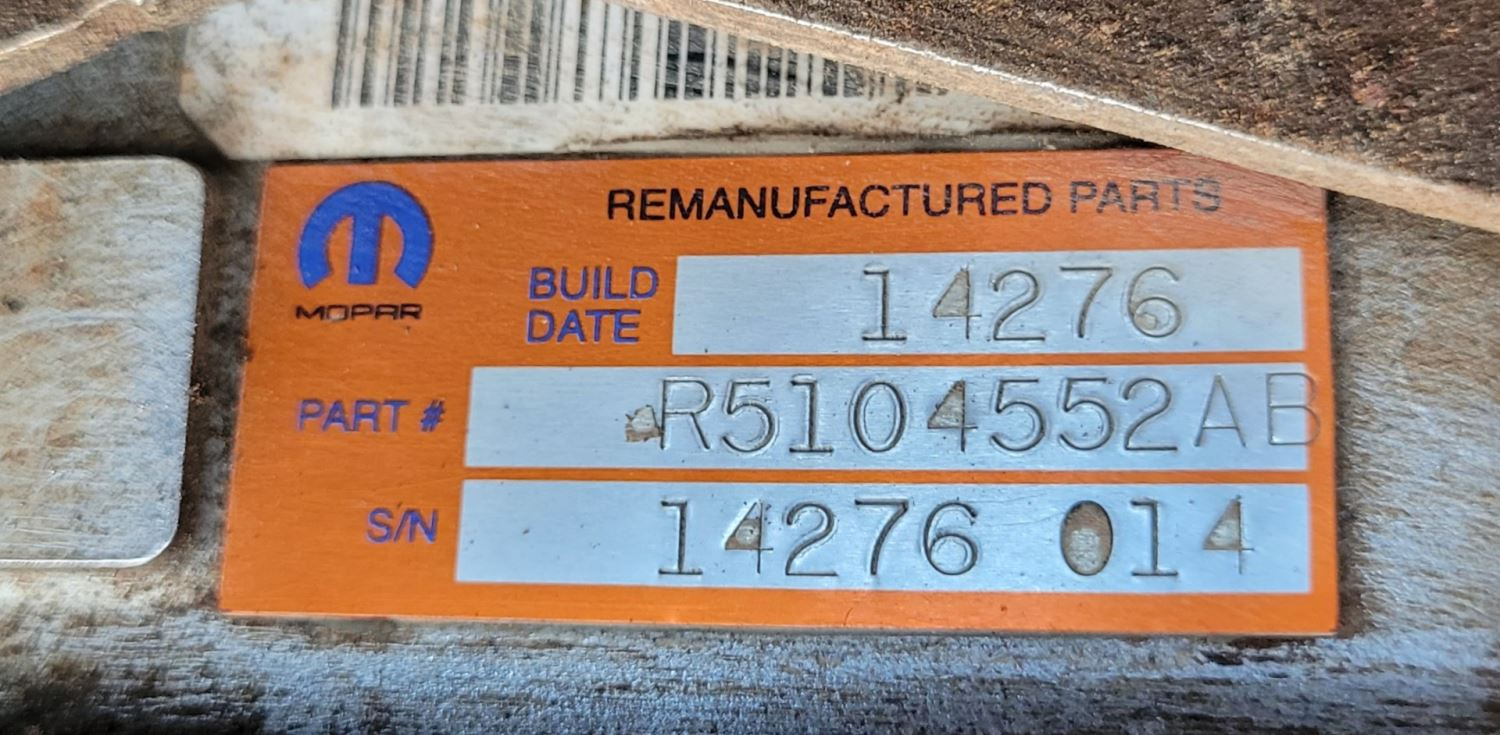 REMANUFACTURED PARTS
MOPAR
BUILD DATE 14276
PART # R5104552AB
S/N 14276 014